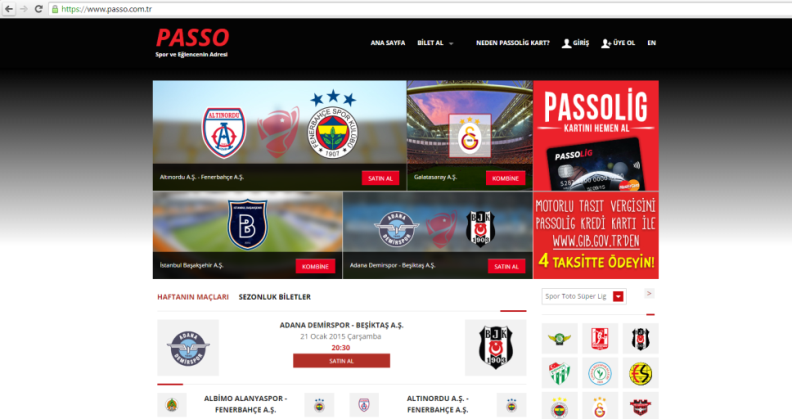 https://www.passo.com.tr
PASSO
Spor ve Eğlencenin Adresi
ANA SAYFA BİLET AL NEDEN PASSOLİG KART? GİRİŞ ÜYE OL EN
ALTINORDU
FENERBAHÇE SPOR KULÜBÜ
1907
Altınordu A.Ş. - Fenerbahçe A.Ş.
SATIN AL
Galatasaray A.Ş.
KOMBİNE
PASSOLİG
KARTINI HEMEN AL
PASSOLİG
İstanbul Başakşehir A.Ş.
KOMBİNE
ADANA
DEMİRSPOR
BJK
Adana Demirspor - Beşiktaş A.Ş.
SATIN AL
MOTORLU TAŞIT VERGİSİNİ
PASSOLİG KREDİ KARTI İLE
WWW.GIB.GOV.TR'DEN
4 TAKSİTTE ÖDEYİN!
HAFTANIN MAÇLARI SEZONLUK BİLETLER
Spor Toto Süper Lig
>
ADANA
DEMİRSPOR
ADANA DEMİRSPOR - BEŞİKTAŞ A.Ş.
21 Ocak 2015 Çarşamba
20:30
SATIN AL
BJK
ALBİMO ALANYASPOR -
FENERBAHÇE A.Ş.
ALTINORDU A.Ş. -
FENERBAHÇE A.Ş.